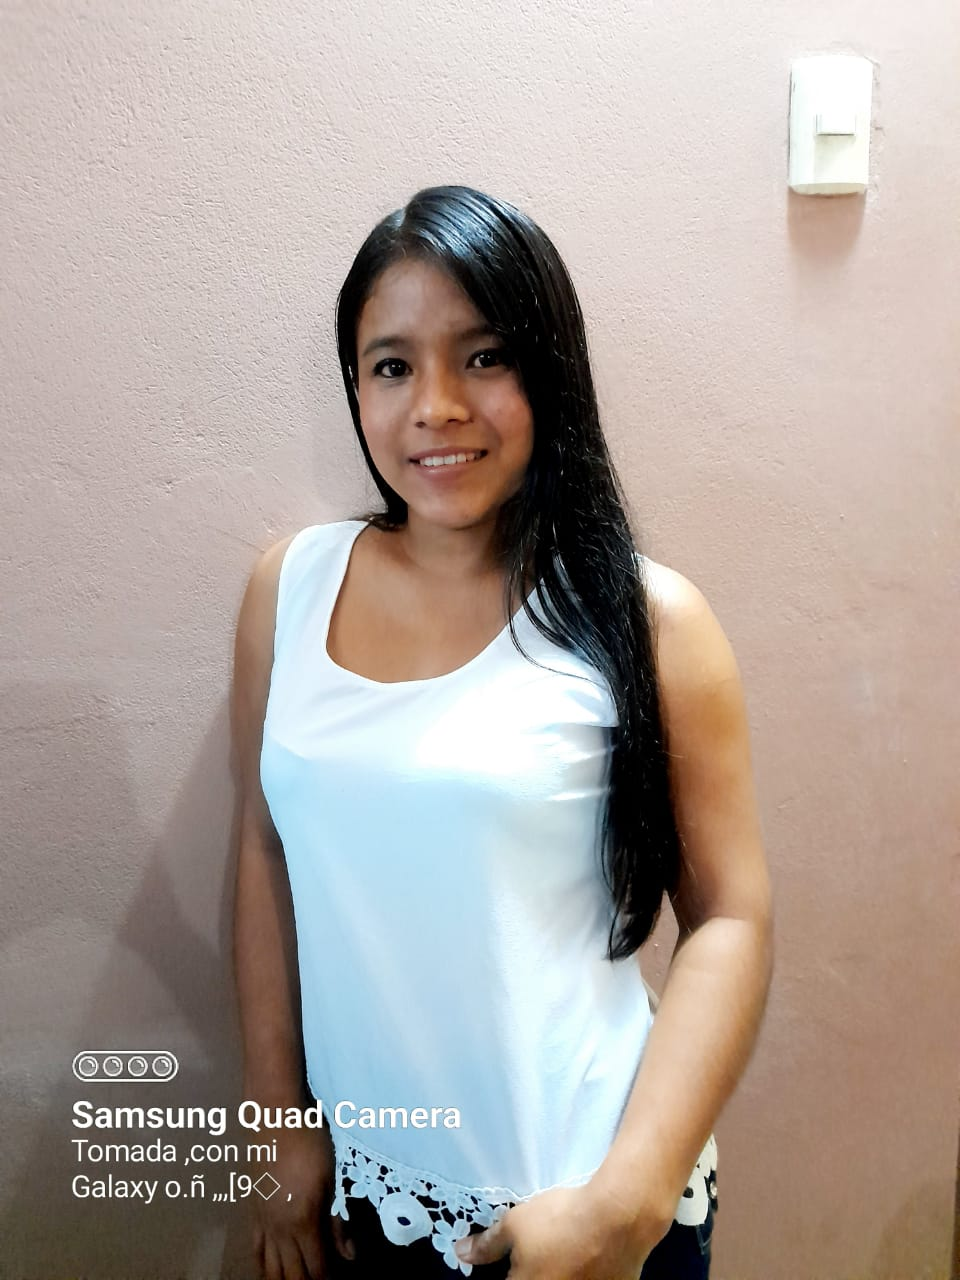 Samsung Quad Camera
Tomada ,con mi
Galaxy o.ñ ,,,[9◇ ,